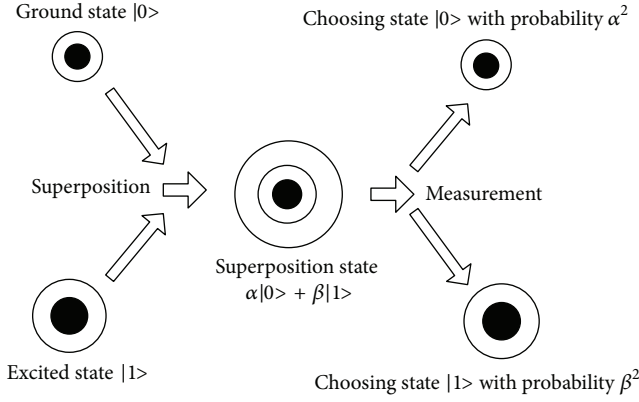 Ground state |0>
Choosing state |0> with probability α²
Superposition
Measurement
Superposition state
α|0> + β|1>
Excited state |1>
Choosing state |1> with probability β²